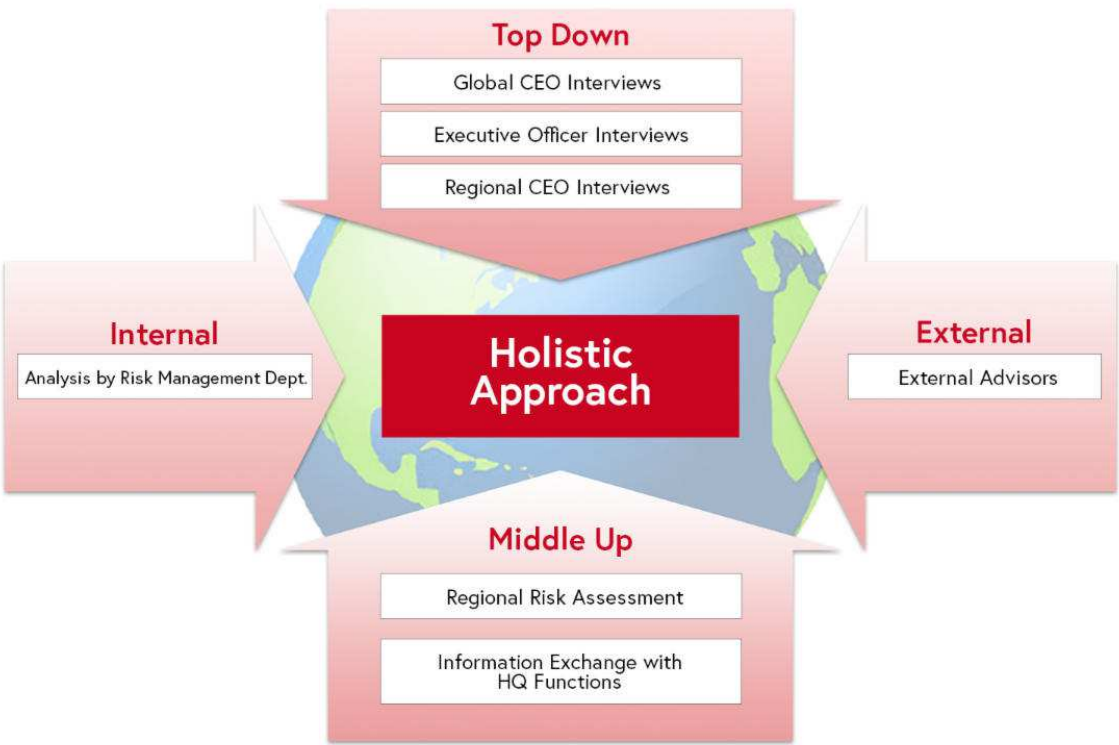 Top Down
Global CEO Interviews
Executive Officer Interviews
Regional CEO Interviews
Internal
Analysis by Risk Management Dept.
Holistic
Approach
External
External Advisors
Middle Up
Regional Risk Assessment
Information Exchange with
HQ Functions